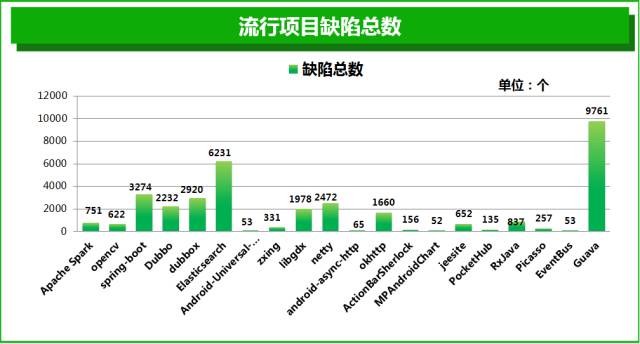 流行项目缺陷总数
缺陷总数
单位：个
12000
10000
8000
6000
4000
2000
0
751
622
3274
2232
2920
6231
53
331
1978
2472
65
1660
156
52
652
135
837
257
53
9761
Apache Spark
opencv
spring-boot
Dubbo
dubbox
Elasticsearch
Android-Universal-...
zxing
libgdx
netty
android-async-http
okhttp
ActionBarSherlock
MPAndroidChart
jeesite
PocketHub
RxJava
Picasso
EventBus
Guava